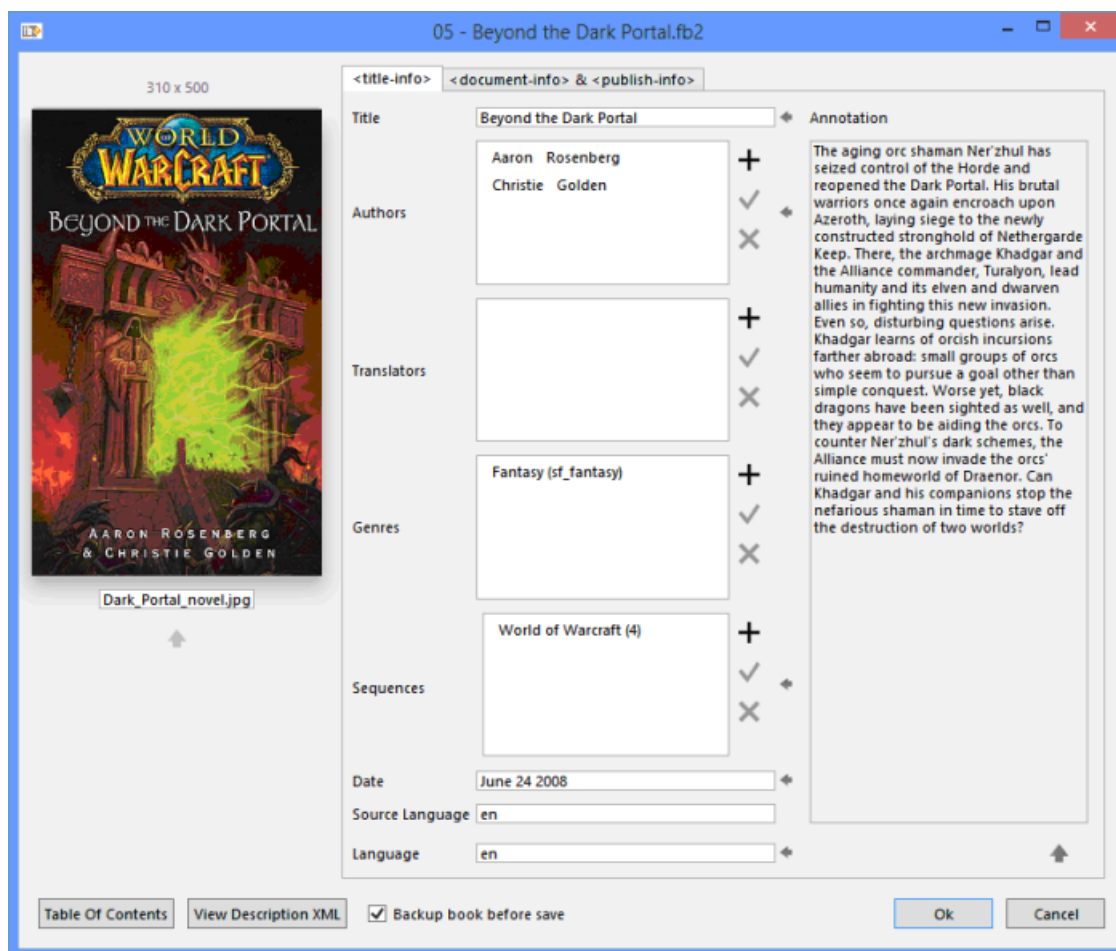 05 - Beyond the Dark Portal.fb2
310 x 500
WORLD
OF
WARCRAFT
BEYOND THE DARK PORTAL
AARON ROSENBERG
& CHRISTIE GOLDEN
Dark_Portal_novel.jpg
<title-info>
<document-info> & <publish-info>
Title
Beyond the Dark Portal
Authors
Aaron Rosenberg
Christie Golden
Translators
Genres
Fantasy (sf_fantasy)
Sequences
World of Warcraft (4)
Date
June 24 2008
Source Language
en
Language
en
Annotation
The aging orc shaman Ner'zhul has
seized control of the Horde and
reopened the Dark Portal. His brutal
warriors once again encroach upon
Azeroth, laying siege to the newly
constructed stronghold of Nethergarde
Keep. There, the archmage Khadgar and
the Alliance commander, Turalyon, lead
humanity and its elven and dwarven
allies in fighting this new invasion.
Even so, disturbing questions arise.
Khadgar learns of orcish incursions
farther abroad: small groups of orcs
who seem to pursue a goal other than
simple conquest. Worse yet, black
dragons have been sighted as well, and
they appear to be aiding the orcs. To
counter Ner'zhul's dark schemes, the
Alliance must now invade the orcs'
ruined homeworld of Draenor. Can
Khadgar and his companions stop the
nefarious shaman in time to stave off
the destruction of two worlds?
Table Of Contents
View Description XML
Backup book before save
Ok
Cancel